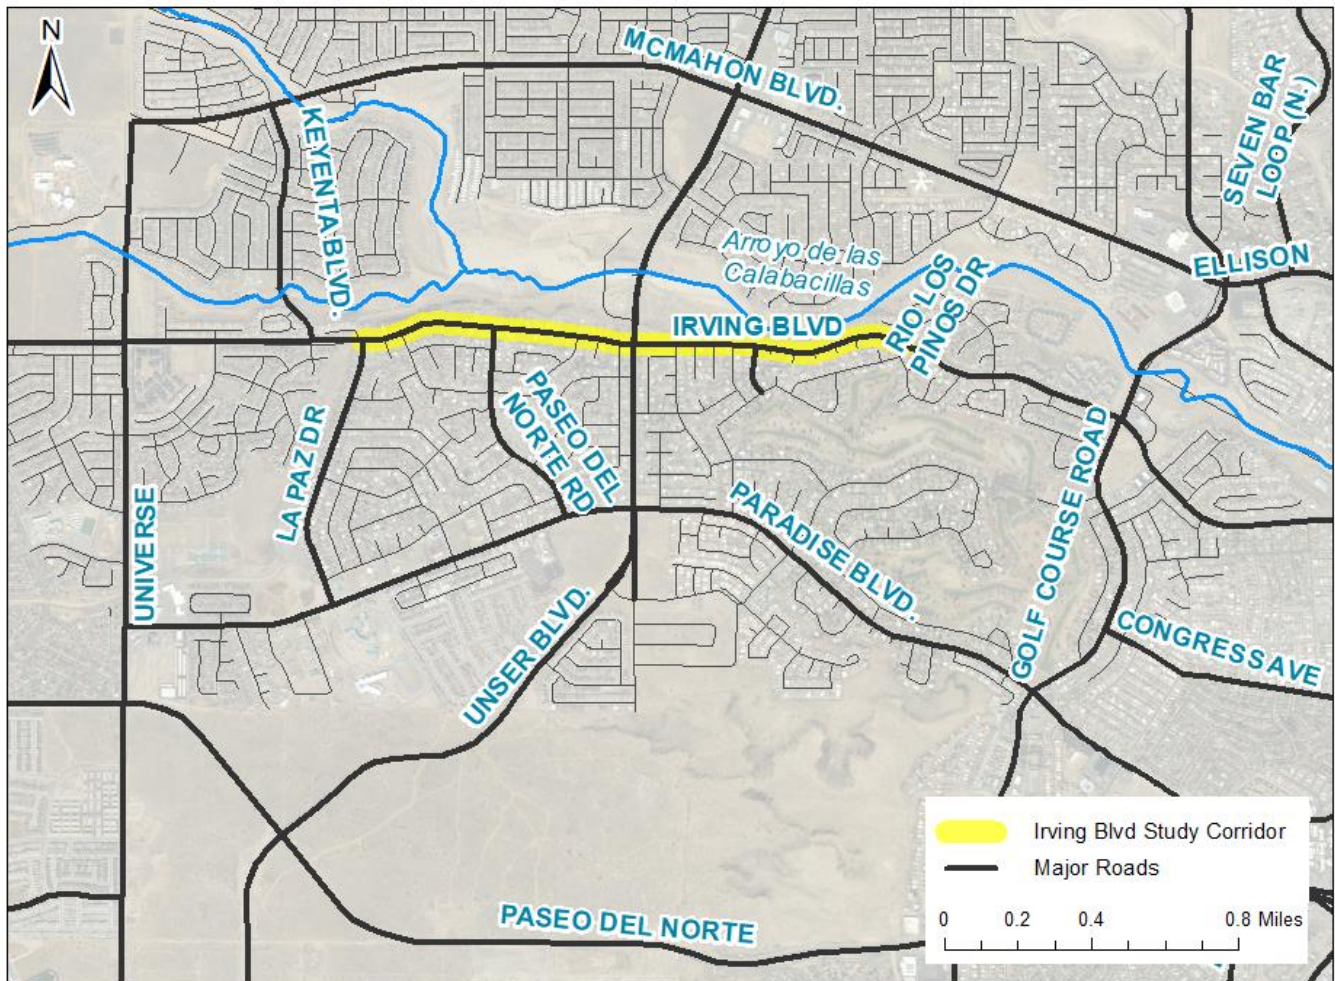 N
MCMAHON BLVD.
SEVEN BAR
LOOP (N.)
KEYENTA BLVD.
Arroyo de las
Calabacillas
ELLISON
RIO LOS
PINOS DR
IRVING BLVD
PASEO DEL
NORTE RD
LA PAZ DR
UNIVERSE
PARADISE BLVD.
GOLF COURSE ROAD
CONGRESS AVE
UNSER BLVD.
PASEO DEL NORTE
Irving Blvd Study Corridor
Major Roads
0 0.2 0.4 0.8 Miles